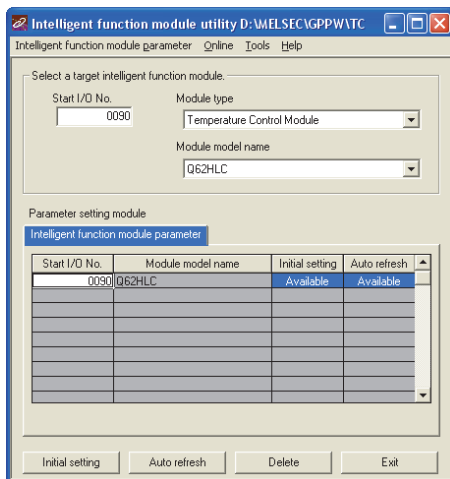 Intelligent function module utility D:\MELSEC\GPPW\TC
Intelligent function module parameter Online Tools Help
Select a target intelligent function module.
Start I/O No. Module type
0090 Temperature Control Module
Module model name
Q62HLC
Parameter setting module
Intelligent function module parameter
Start I/O No. Module model name Initial setting Auto refresh
0090 Q62HLC Available Available
Initial setting Auto refresh Delete Exit